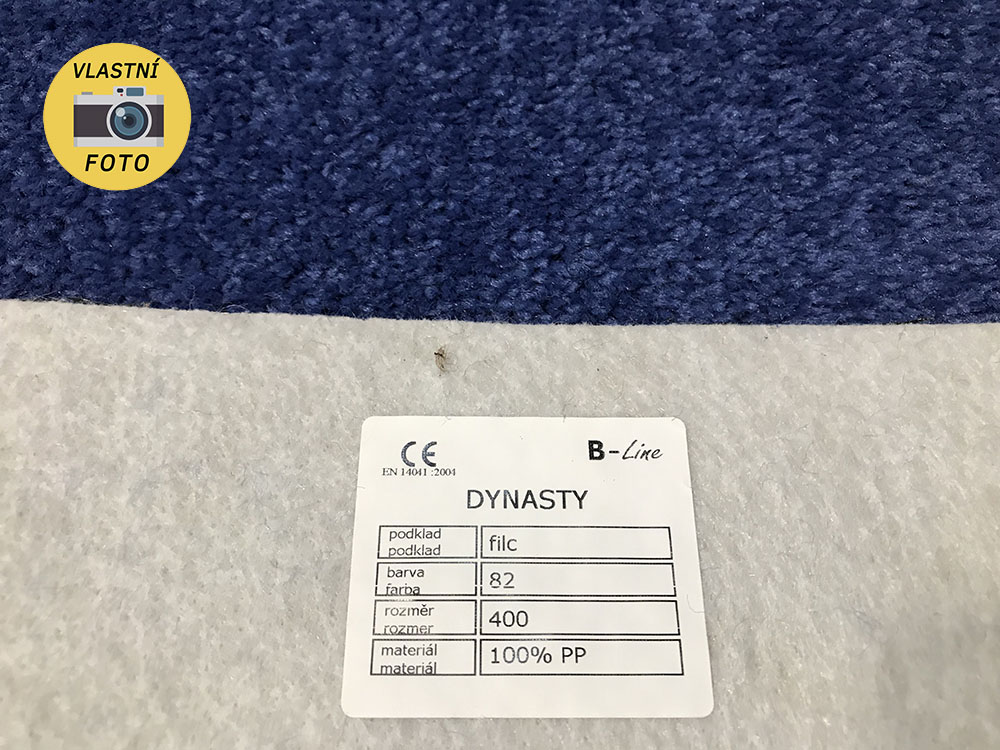 VLASTNÍ
FOTO
CE
EN 14041 :2004
B-Line
DYNASTY
podklad
podklad
filc
barva
farba
82
rozměr
rozmer
400
materiál
materiál
100% PP